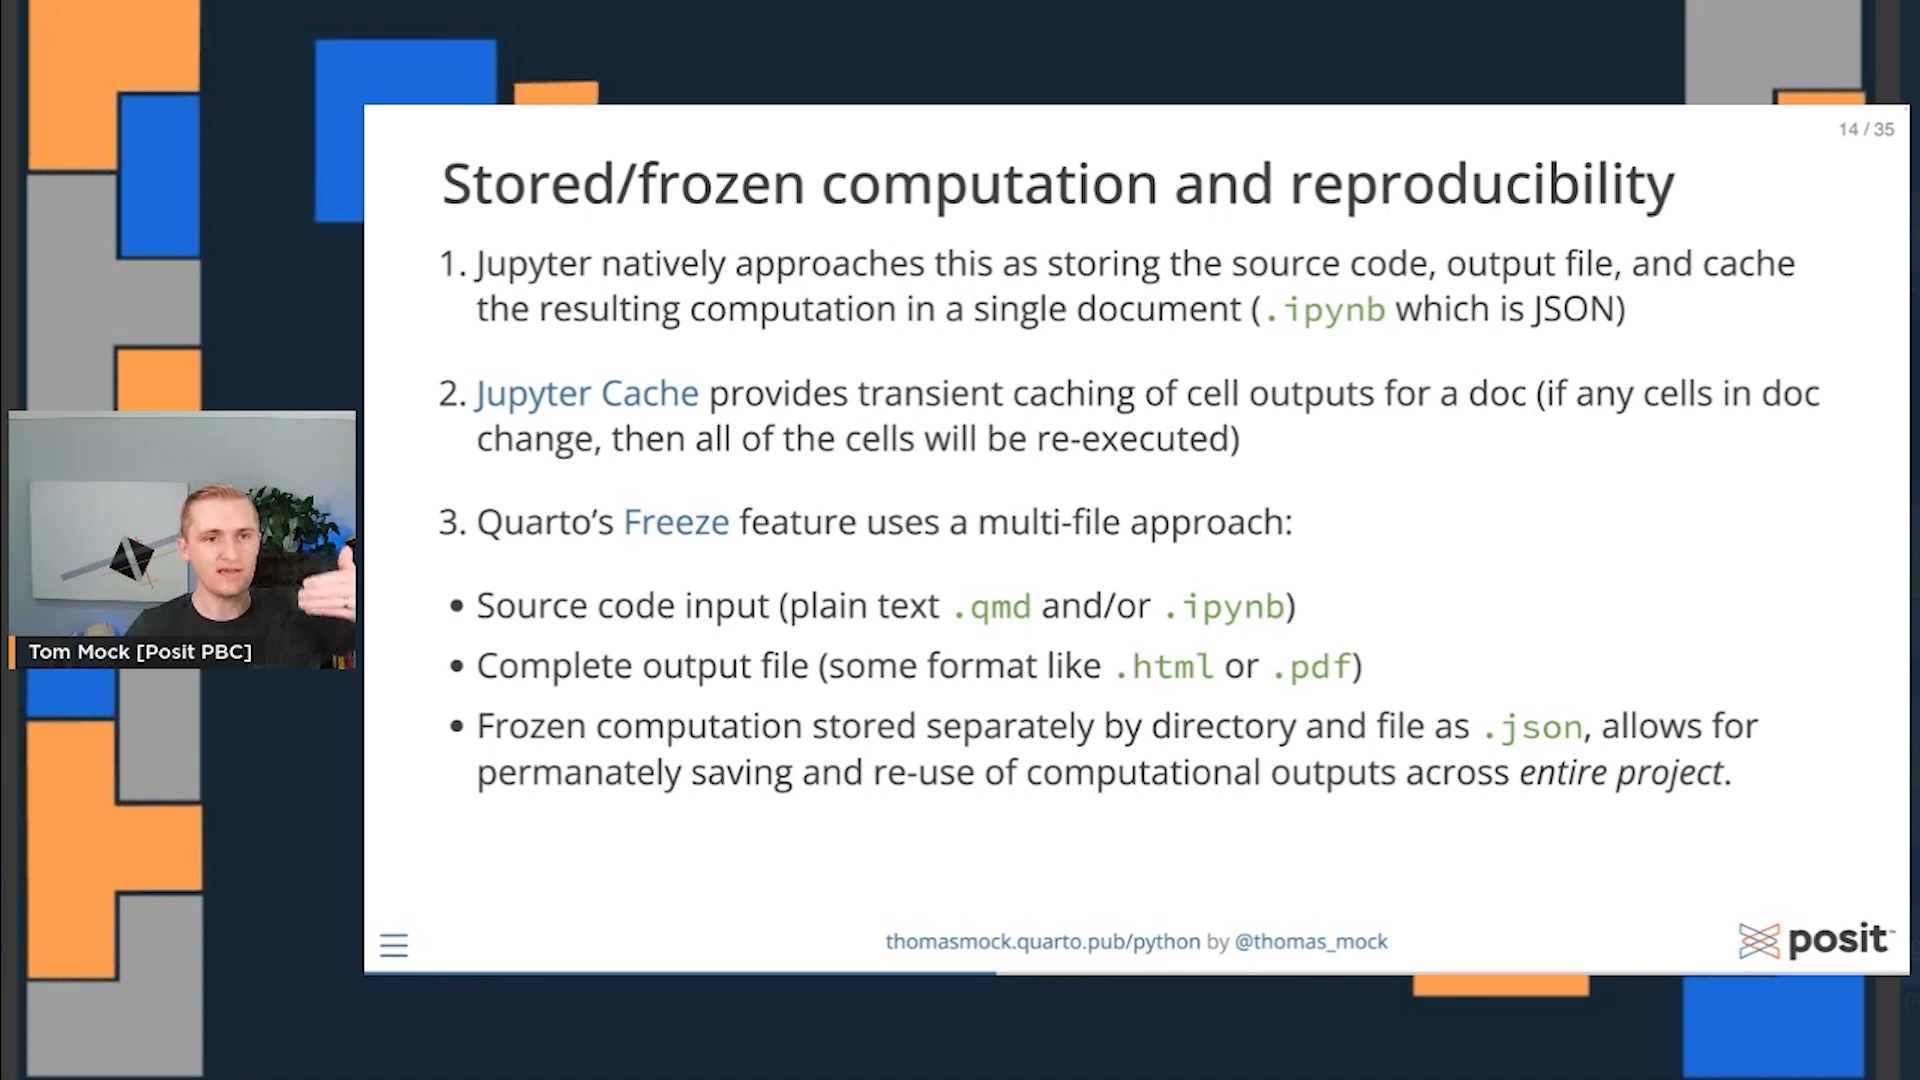 14 / 35
Stored/frozen computation and reproducibility
1. Jupyter natively approaches this as storing the source code, output file, and cache
the resulting computation in a single document (.ipynb which is JSON)
2. Jupyter Cache provides transient caching of cell outputs for a doc (if any cells in doc
change, then all of the cells will be re-executed)
3. Quarto’s Freeze feature uses a multi-file approach:
• Source code input (plain text .qmd and/or .ipynb)
• Complete output file (some format like .html or .pdf)
• Frozen computation stored separately by directory and file as .json, allows for
permanately saving and re-use of computational outputs across entire project.
Tom Mock [Posit PBC]
thomasmock.quarto.pub/python by @thomas_mock
posit™